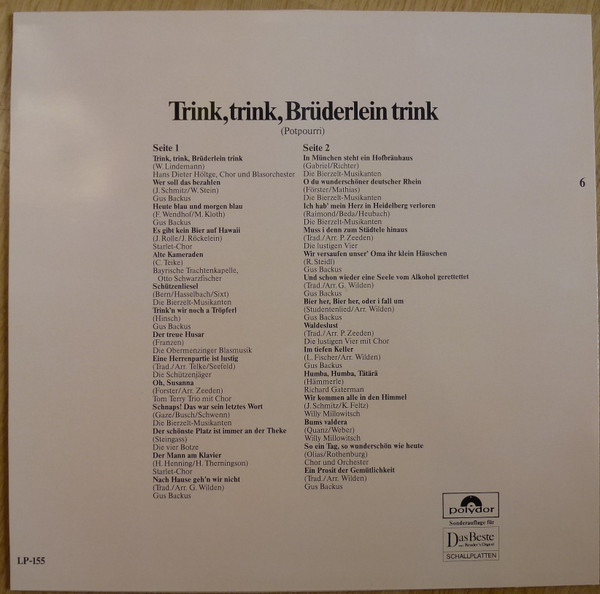 Trink, trink, Brüderlein trink
(Potpourri)
Seite 1
Trink, trink, Brüderlein trink
(W. Lindemann)
Hans Dieter Höltge, Chor und Blasorchester
Wer soll das bezahlen
(J. Schmitz/W. Stein)
Gus Backus
Heute blau und morgen blau
(F. Wendhof/M. Kloth)
Gus Backus
Es gibt kein Bier auf Hawaii
(J. Rolle/J. Röckelein)
Starlet-Chor
Alte Kameraden
(C. Teike)
Bayrische Trachtenkapelle,
Otto Schwarzfischer
Schützenliesel
(Bern/Hasselbach/Sixt)
Die Bierzelt-Musikanten
Trink'n wir noch a Tröpferl
(Hinsch)
Gus Backus
Der treue Husar
(Franzen)
Die Obermenzinger Blasmusik
Eine Herrenpartie ist lustig
(Trad./Arr. Teike/Seefeld)
Die Schützenjäger
Oh, Susanna
(Forster/Arr. Zeeden)
Tom Terry Trio mit Chor
Schnaps! Das war sein letztes Wort
(Gaze/Busch/Schwenn)
Die Bierzelt-Musikanten
Der schönste Platz ist immer an der Theke
(Steingass)
Die vier Botze
Der Mann am Klavier
(H. Henning/H. Therningson)
Starlet-Chor
Nach Hause geh'n wir nicht
(Trad./Arr. G. Wilden)
Gus Backus
Seite 2
In München steht ein Hofbräuhaus
(Gabriel/Richter)
Die Bierzelt-Musikanten
O du wunderschöner deutscher Rhein
(Förster/Mathias)
Die Bierzelt-Musikanten
Ich hab' mein Herz in Heidelberg verloren
(Raimond/Beda/Heubach)
Die Bierzelt-Musikanten
Muss i denn zum Städtele hinaus
(Trad./Arr. P. Zeeden)
Die lustigen Vier
Wir versaufen unser' Oma ihr klein Häuschen
(R. Steidl)
Gus Backus
Und schon wieder eine Seele vom Alkohol gerettettet
(Trad./Arr. G. Wilden)
Gus Backus
Bier her, Bier her, oder i fall um
(Studentenlied/Arr. Wilden)
Gus Backus
Waldeslust
(Trad./Arr. P. Zeeden)
Die lustigen Vier mit Chor
Im tiefen Keller
(L. Fischer/Arr. Wilden)
Gus Backus
Humba, Humba, Tätärä
(Hämmerle)
Richard Gaterman
Wir kommen alle in den Himmel
(J. Schmitz/K. Feltz)
Willy Millowitsch
Bums valdera
(Quanz/Weber)
Willy Millowitsch
So ein Tag, so wunderschön wie heute
(Olias/Rothenburg)
Chor und Orchester
Ein Prosit der Gemütlichkeit
(Trad./Arr. Wilden)
Gus Backus
6
polydor
Sonderauflage für
Das Beste
aus Reader's Digest
SCHALLPLATTEN
LP-155